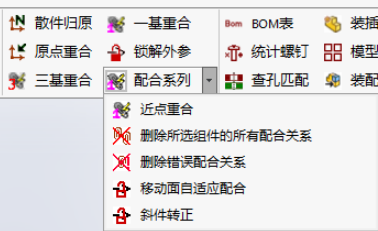 散件归原 一基重合 Bom BOM表 装插
原点重合 锁解外参 统计螺钉 模型
3 三基重合 配合系列 查孔匹配 装配
近点重合
删除所选组件的所有配合关系
删除错误配合关系
移动面自适应配合
斜件转正